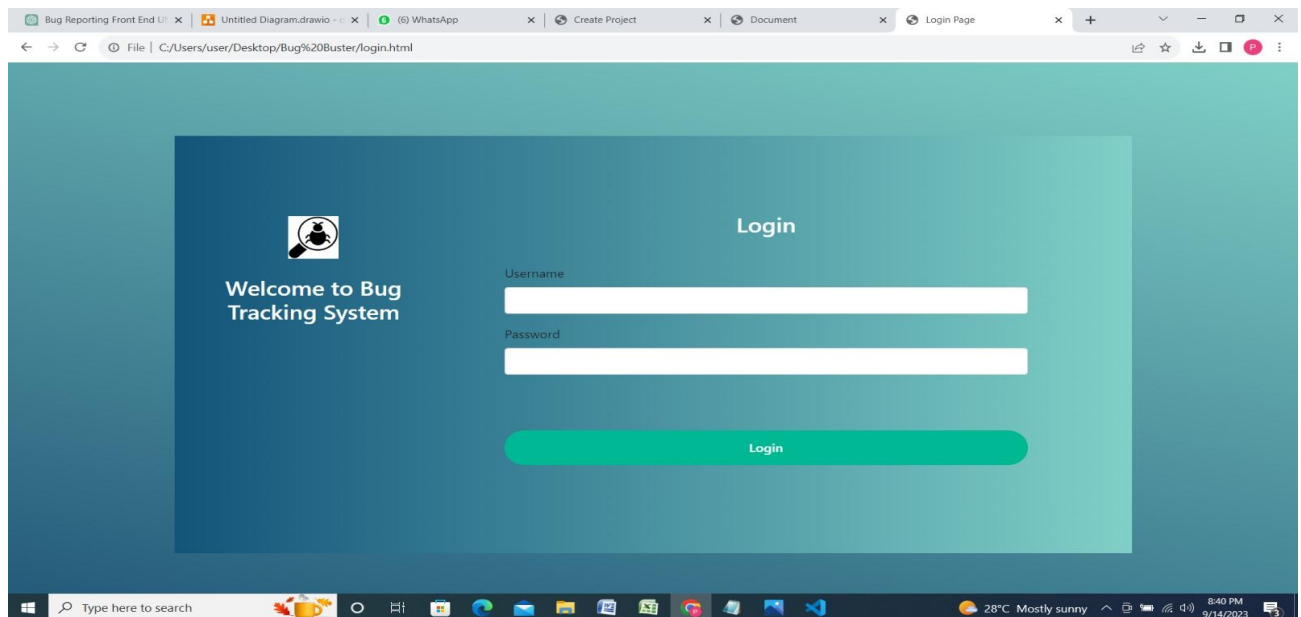 Bug Reporting Front End UI
Untitled Diagram.drawio - d
(6) WhatsApp
Create Project
Document
Login Page
File | C:/Users/user/Desktop/Bug%20Buster/login.html
P
Login
Welcome to Bug
Tracking System
Username
Password
Login
Type here to search
28°C Mostly sunny
8:40 PM
9/14/2023
3